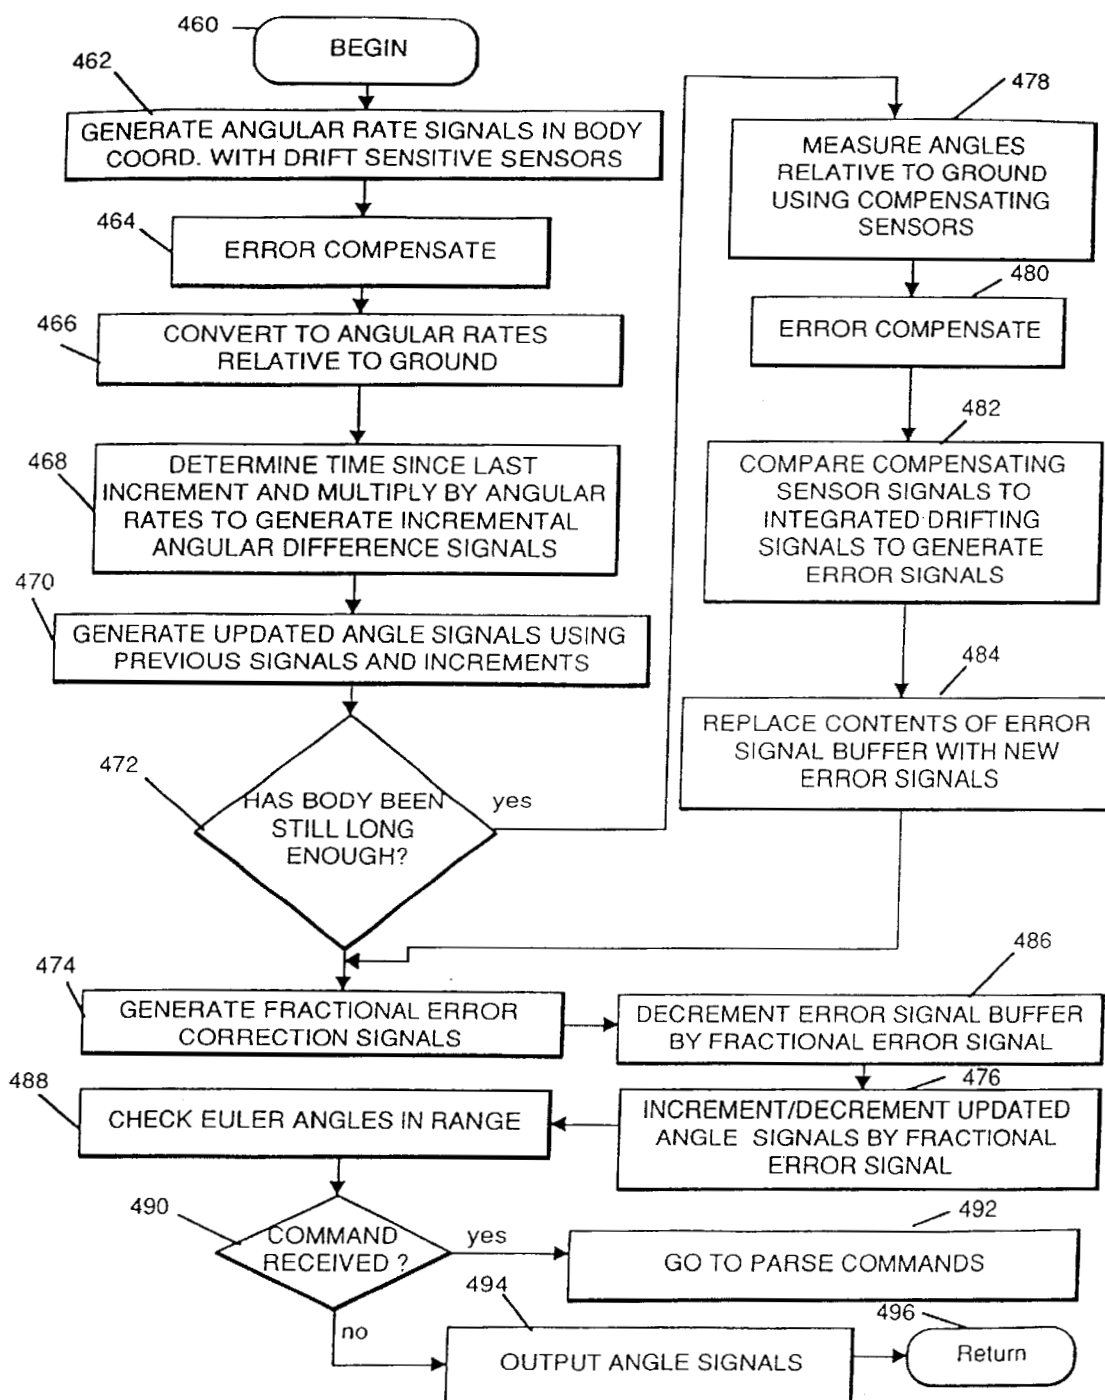 460
BEGIN
462
GENERATE ANGULAR RATE SIGNALS IN BODY
COORD. WITH DRIFT SENSITIVE SENSORS
464
ERROR COMPENSATE
466
CONVERT TO ANGULAR RATES
RELATIVE TO GROUND
468
DETERMINE TIME SINCE LAST
INCREMENT AND MULTIPLY BY ANGULAR
RATES TO GENERATE INCREMENTAL
ANGULAR DIFFERENCE SIGNALS
470
GENERATE UPDATED ANGLE SIGNALS USING
PREVIOUS SIGNALS AND INCREMENTS
472
HAS BODY BEEN
STILL LONG
ENOUGH?
yes
478
MEASURE ANGLES
RELATIVE TO GROUND
USING COMPENSATING
SENSORS
480
ERROR COMPENSATE
482
COMPARE COMPENSATING
SENSOR SIGNALS TO
INTEGRATED DRIFTING
SIGNALS TO GENERATE
ERROR SIGNALS
484
REPLACE CONTENTS OF ERROR
SIGNAL BUFFER WITH NEW
ERROR SIGNALS
474
GENERATE FRACTIONAL ERROR
CORRECTION SIGNALS
486
DECREMENT ERROR SIGNAL BUFFER
BY FRACTIONAL ERROR SIGNAL
476
INCREMENT/DECREMENT UPDATED
ANGLE SIGNALS BY FRACTIONAL
ERROR SIGNAL
488
CHECK EULER ANGLES IN RANGE
490
COMMAND
RECEIVED ?
yes
492
GO TO PARSE COMMANDS
no
494
OUTPUT ANGLE SIGNALS
496
Return